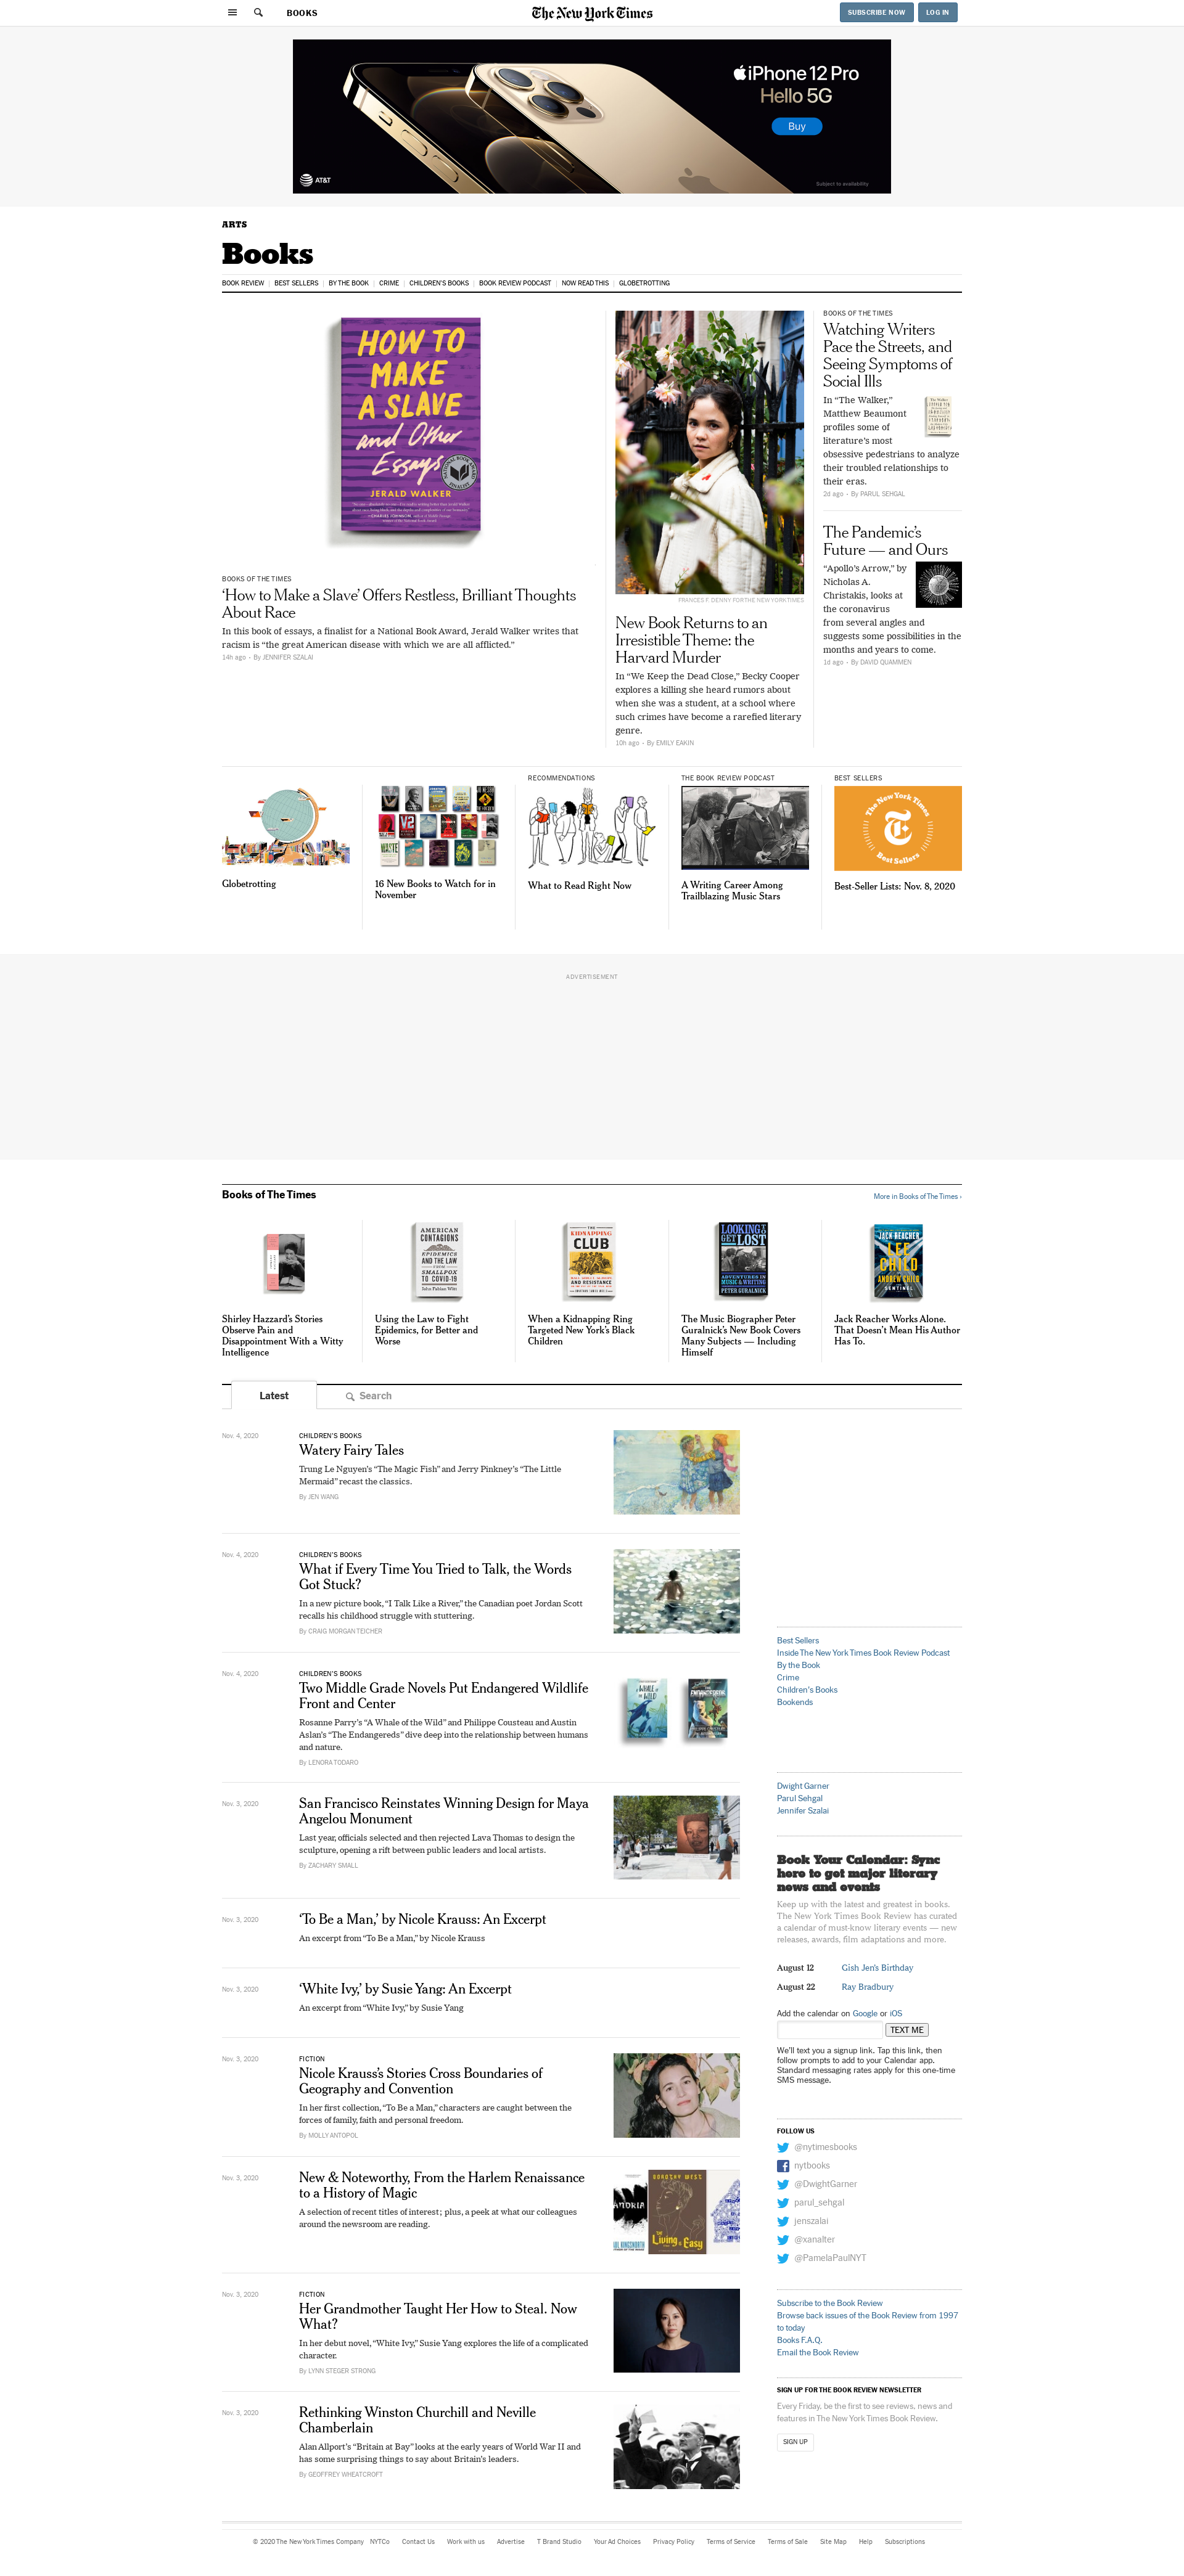 BOOKS
The New York Times
SUBSCRIBE NOW
LOG IN
iPhone 12 Pro
Hello 5G
Buy
AT&T
Subject to availability
ARTS
Books
BOOK REVIEW
BEST SELLERS
BY THE BOOK
CRIME
CHILDREN'S BOOKS
BOOK REVIEW PODCAST
NOW READ THIS
GLOBETROTTING
HOW TO
MAKE
A SLAVE
and Other
Essays
NATIONAL BOOK AWARD
FINALIST
JERALD WALKER
BOOKS OF THE TIMES
‘How to Make a Slave’ Offers Restless, Brilliant Thoughts
About Race
In this book of essays, a finalist for a National Book Award, Jerald Walker writes that
racism is “the great American disease with which we are all afflicted.”
14h ago · By JENNIFER SZALAI
FRANCES F. DENNY FOR THE NEW YORK TIMES
New Book Returns to an
Irresistible Theme: the
Harvard Murder
In “We Keep the Dead Close,” Becky Cooper
explores a killing she heard rumors about
when she was a student, at a school where
such crimes have become a rarefied literary
genre.
10h ago · By EMILY EAKIN
BOOKS OF THE TIMES
Watching Writers
Pace the Streets, and
Seeing Symptoms of
Social Ills
In “The Walker,”
Matthew Beaumont
profiles some of
literature’s most
obsessive pedestrians to analyze
their troubled relationships to
their eras.
2d ago · By PARUL SEHGAL
The Pandemic’s
Future — and Ours
“Apollo’s Arrow,” by
Nicholas A.
Christakis, looks at
the coronavirus
from several angles and
suggests some possibilities in the
months and years to come.
1d ago · By DAVID QUAMMEN
Globetrotting
16 New Books to Watch for in
November
RECOMMENDATIONS
What to Read Right Now
THE BOOK REVIEW PODCAST
A Writing Career Among
Trailblazing Music Stars
BEST SELLERS
The New York Times
Best Sellers
Best-Seller Lists: Nov. 8, 2020
ADVERTISEMENT
Books of The Times
More in Books of The Times ›
Shirley Hazzard’s Stories
Observe Pain and
Disappointment With a Witty
Intelligence
AMERICAN
CONTAGIONS
EPIDEMICS
AND THE LAW
FROM
SMALLPOX
TO COVID-19
John Fabian Witt
Using the Law to Fight
Epidemics, for Better and
Worse
THE
KIDNAPPING
CLUB
AND RESISTANCE
When a Kidnapping Ring
Targeted New York’s Black
Children
LOOKING TO
GET LOST
ADVENTURES IN
MUSIC & WRITING
PETER GURALNICK
The Music Biographer Peter
Guralnick’s New Book Covers
Many Subjects — Including
Himself
JACK REACHER
LEE
CHILD
ANDREW CHILD
THE
SENTINEL
Jack Reacher Works Alone.
That Doesn’t Mean His Author
Has To.
Latest
Search
Nov. 4, 2020
CHILDREN’S BOOKS
Watery Fairy Tales
Trung Le Nguyen’s “The Magic Fish” and Jerry Pinkney’s “The Little
Mermaid” recast the classics.
By JEN WANG
Nov. 4, 2020
CHILDREN’S BOOKS
What if Every Time You Tried to Talk, the Words
Got Stuck?
In a new picture book, “I Talk Like a River,” the Canadian poet Jordan Scott
recalls his childhood struggle with stuttering.
By CRAIG MORGAN TEICHER
Nov. 4, 2020
CHILDREN’S BOOKS
Two Middle Grade Novels Put Endangered Wildlife
Front and Center
Rosanne Parry’s “A Whale of the Wild” and Philippe Cousteau and Austin
Aslan’s “The Endangereds” dive deep into the relationship between humans
and nature.
By LENORA TODARO
Nov. 3, 2020
San Francisco Reinstates Winning Design for Maya
Angelou Monument
Last year, officials selected and then rejected Lava Thomas to design the
sculpture, opening a rift between public leaders and local artists.
By ZACHARY SMALL
Nov. 3, 2020
‘To Be a Man,’ by Nicole Krauss: An Excerpt
An excerpt from “To Be a Man,” by Nicole Krauss
Nov. 3, 2020
‘White Ivy,’ by Susie Yang: An Excerpt
An excerpt from “White Ivy,” by Susie Yang
Nov. 3, 2020
FICTION
Nicole Krauss’s Stories Cross Boundaries of
Geography and Convention
In her first collection, “To Be a Man,” characters are caught between the
forces of family, faith and personal freedom.
By MOLLY ANTOPOL
Nov. 3, 2020
New & Noteworthy, From the Harlem Renaissance
to a History of Magic
A selection of recent titles of interest; plus, a peek at what our colleagues
around the newsroom are reading.
DOROTHY WEST
The
Living is
Easy
Nov. 3, 2020
FICTION
Her Grandmother Taught Her How to Steal. Now
What?
In her debut novel, “White Ivy,” Susie Yang explores the life of a complicated
character.
By LYNN STEGER STRONG
Nov. 3, 2020
Rethinking Winston Churchill and Neville
Chamberlain
Alan Allport’s “Britain at Bay” looks at the early years of World War II and
has some surprising things to say about Britain’s leaders.
By GEOFFREY WHEATCROFT
Best Sellers
Inside The New York Times Book Review Podcast
By the Book
Crime
Children's Books
Bookends
Dwight Garner
Parul Sehgal
Jennifer Szalai
Book Your Calendar: Sync
here to get major literary
news and events
Keep up with the latest and greatest in books.
The New York Times Book Review has curated
a calendar of must-know literary events — new
releases, awards, film adaptations and more.
August 12 Gish Jen's Birthday
August 22 Ray Bradbury
Add the calendar on Google or iOS
TEXT ME
We’ll text you a signup link. Tap this link, then
follow prompts to add to your Calendar app.
Standard messaging rates apply for this one-time
SMS message.
FOLLOW US
@nytimesbooks
nytbooks
@DwightGarner
parul_sehgal
jenszalai
@xanalter
@PamelaPaulNYT
Subscribe to the Book Review
Browse back issues of the Book Review from 1997
to today
Books F.A.Q.
Email the Book Review
SIGN UP FOR THE BOOK REVIEW NEWSLETTER
Every Friday, be the first to see reviews, news and
features in The New York Times Book Review.
SIGN UP
© 2020 The New York Times Company
NYTCo
Contact Us
Work with us
Advertise
T Brand Studio
Your Ad Choices
Privacy Policy
Terms of Service
Terms of Sale
Site Map
Help
Subscriptions